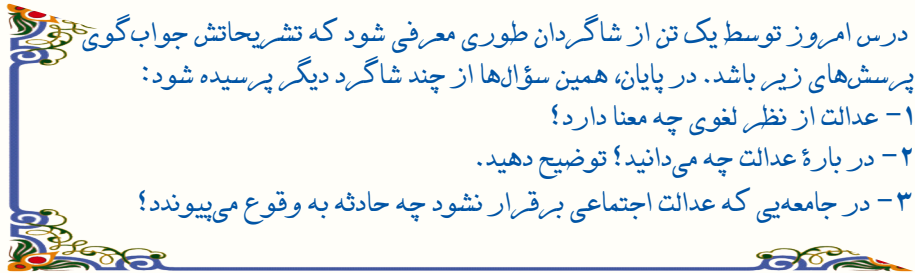 درس امروز توسط یک تن از شاگردان طوری معرفی شود که تشریحاتش جواب‌گوی
پرسش‌های زیر باشد. در پایان، همین سؤال‌ها از چند شاگرد دیگر پرسیده شود:
۱- عدالت از نظر لغوی چه معنا دارد؟
۲- در بارۀ عدالت چه می‌دانید؟ توضیح دهید.
۳- در جامعه‌یی که عدالت اجتماعی برقرار نشود چه حادثه به وقوع می‌پیوندد؟